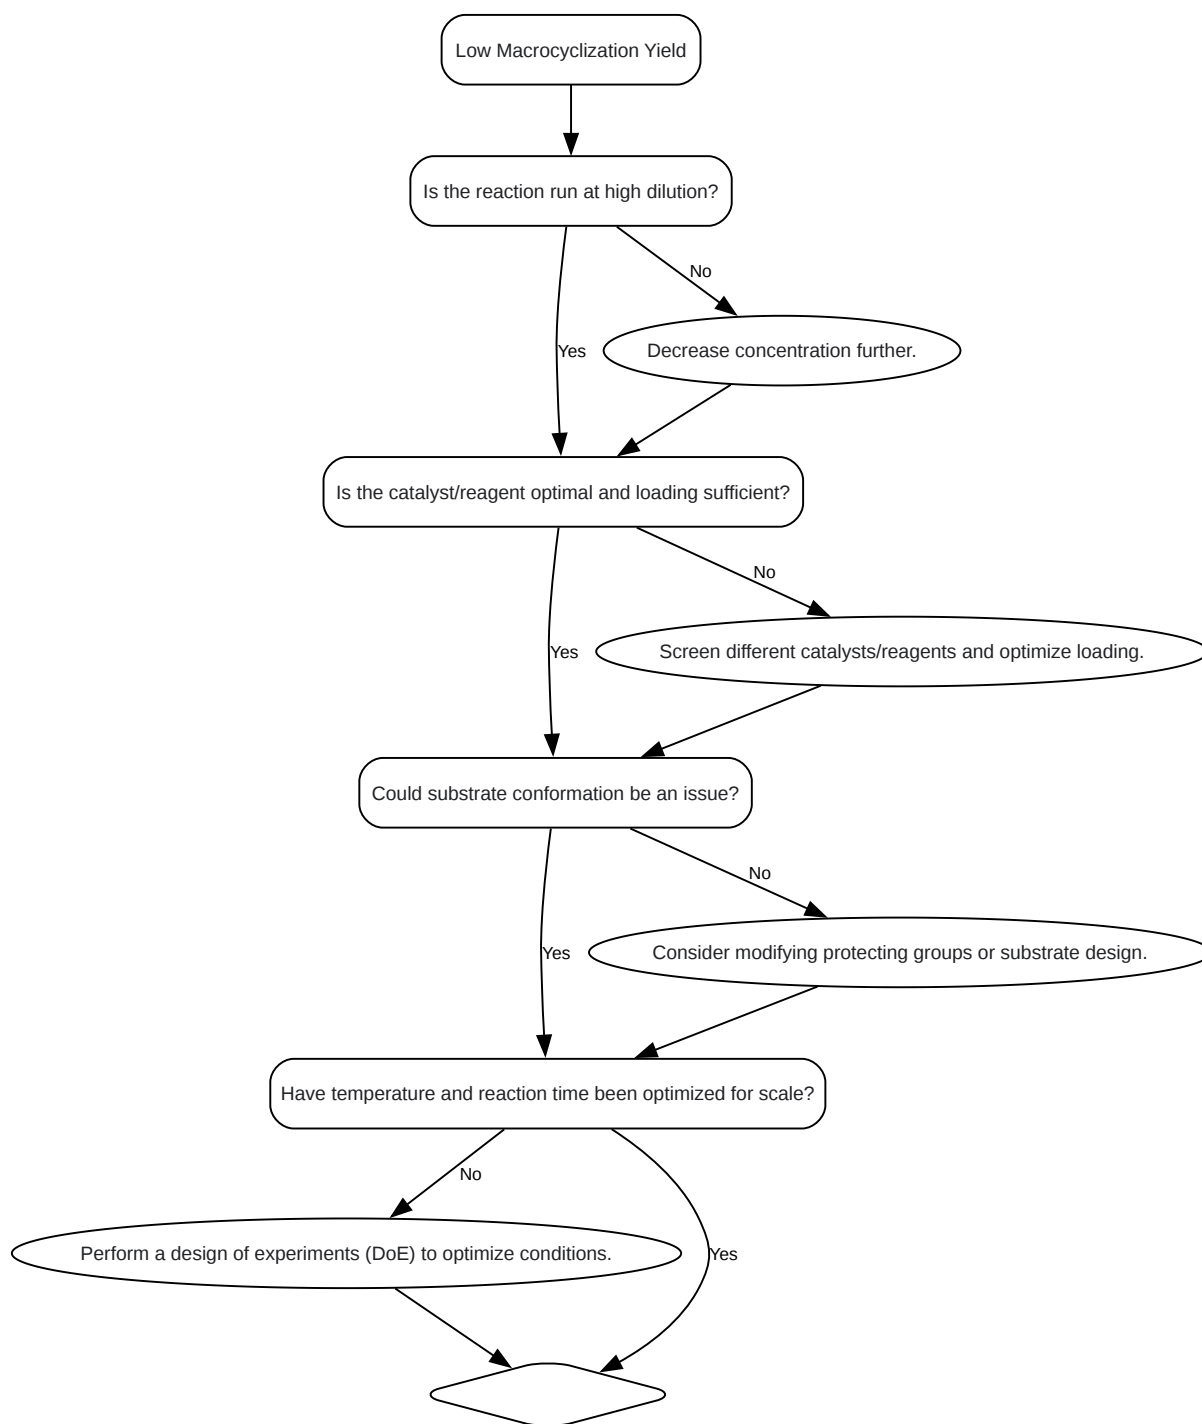 Low Macrocyclization Yield
Is the reaction run at high dilution?
No
Yes
Decrease concentration further.
Is the catalyst/reagent optimal and loading sufficient?
No
Yes
Screen different catalysts/reagents and optimize loading.
Could substrate conformation be an issue?
No
Yes
Consider modifying protecting groups or substrate design.
Have temperature and reaction time been optimized for scale?
No
Perform a design of experiments (DoE) to optimize conditions.
Yes